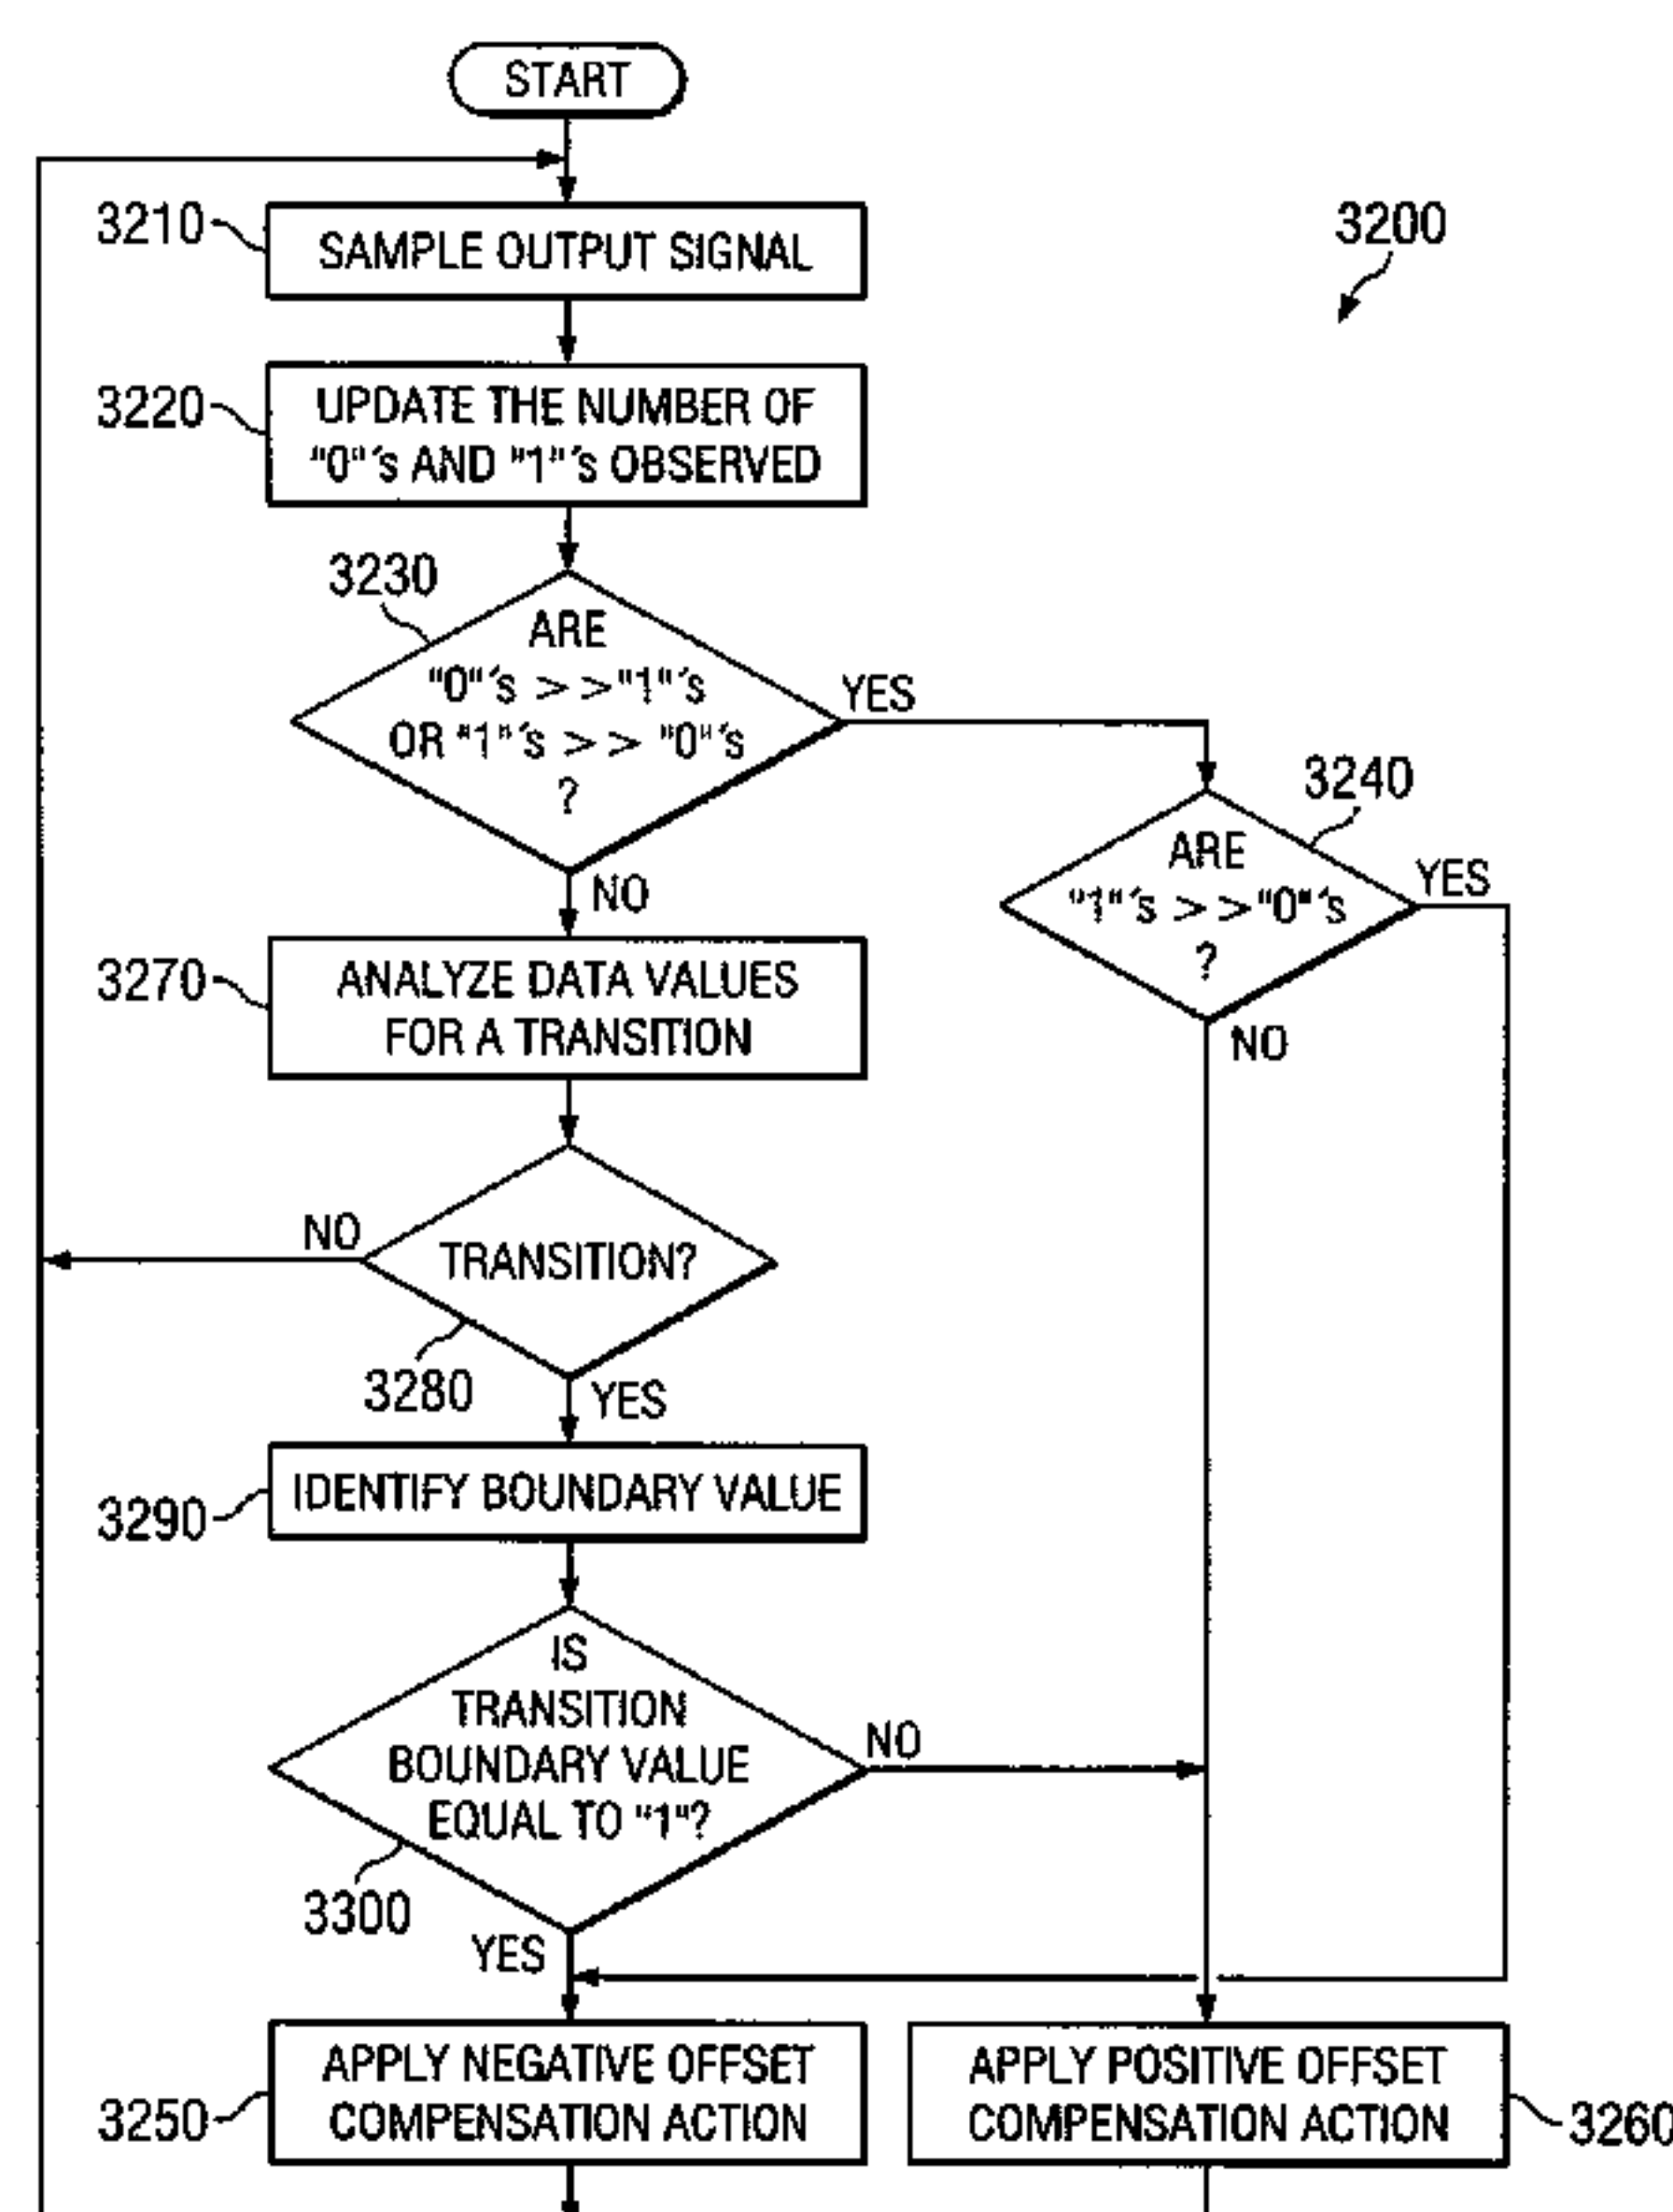 START
3210
SAMPLE OUTPUT SIGNAL
3200
3220
UPDATE THE NUMBER OF
"0"'s AND "1"'s OBSERVED
3230
ARE
"0"'s >>"1"'s
OR "1"'s >> "0"'s
?
YES
NO
3240
ARE
"1"'s >>"0"'s
?
YES
NO
3270
ANALYZE DATA VALUES
FOR A TRANSITION
NO
TRANSITION?
3280
YES
3290
IDENTIFY BOUNDARY VALUE
IS
TRANSITION
BOUNDARY VALUE
EQUAL TO "1"?
NO
3300
YES
3250
APPLY NEGATIVE OFFSET
COMPENSATION ACTION
APPLY POSITIVE OFFSET
COMPENSATION ACTION
3260